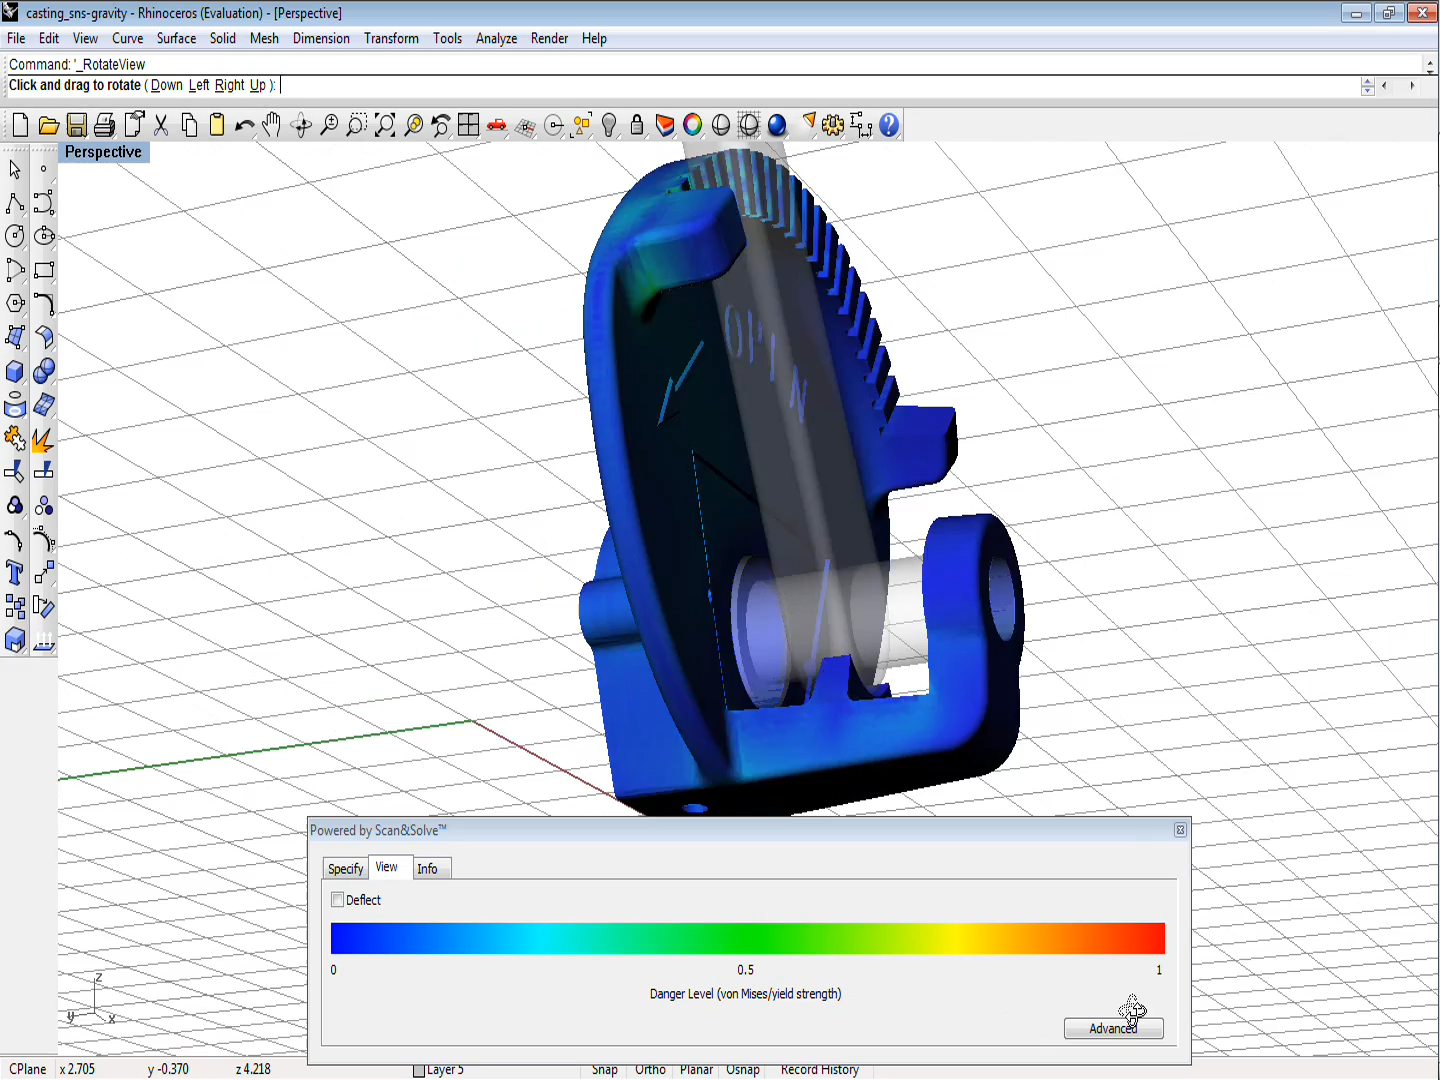 casting_sns-gravity - Rhinoceros (Evaluation) - [Perspective]
File Edit View Curve Surface Solid Mesh Dimension Transform Tools Analyze Render Help
Command: '_RotateView
Click and drag to rotate ( Down Left Right Up ):
Perspective
Powered by Scan&Solve™
Specify View Info
Deflect
0 0.5 1
Danger Level (von Mises/yield strength)
Advanced
z
y x
CPlane x 2.705 y -0.370 z 4.218 Layer 5 Snap Ortho Planar Osnap Record History